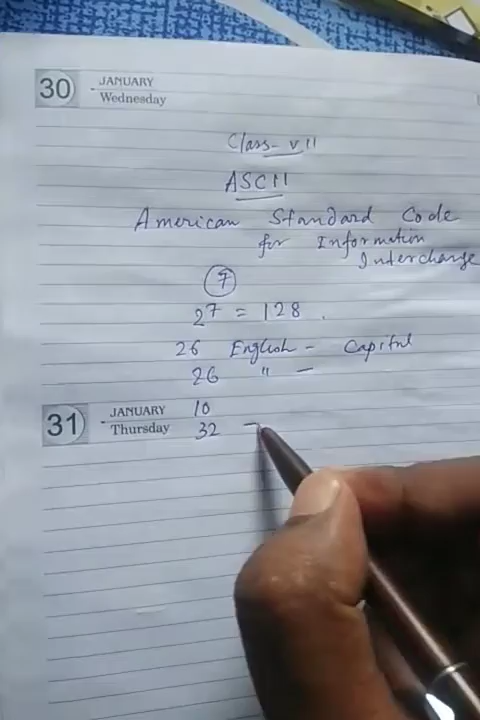 30 JANUARY
Wednesday
Class - VII
ASCII
American Standard Code
for Information
Interchange
7
2⁷ = 128 .
26 English - Capital
26 " -
31 JANUARY 10
Thursday 32 -